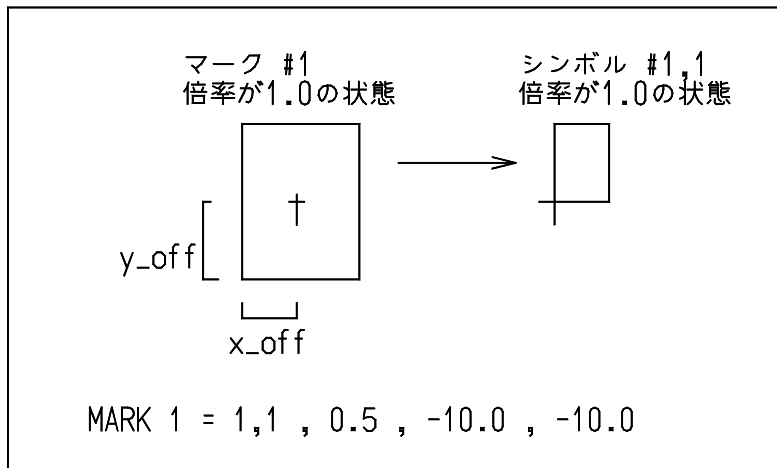 マーク #1
倍率が1.0の状態
シンボル #1,1
倍率が1.0の状態
y_off
x_off
MARK 1 = 1,1 , 0.5 , -10.0 , -10.0